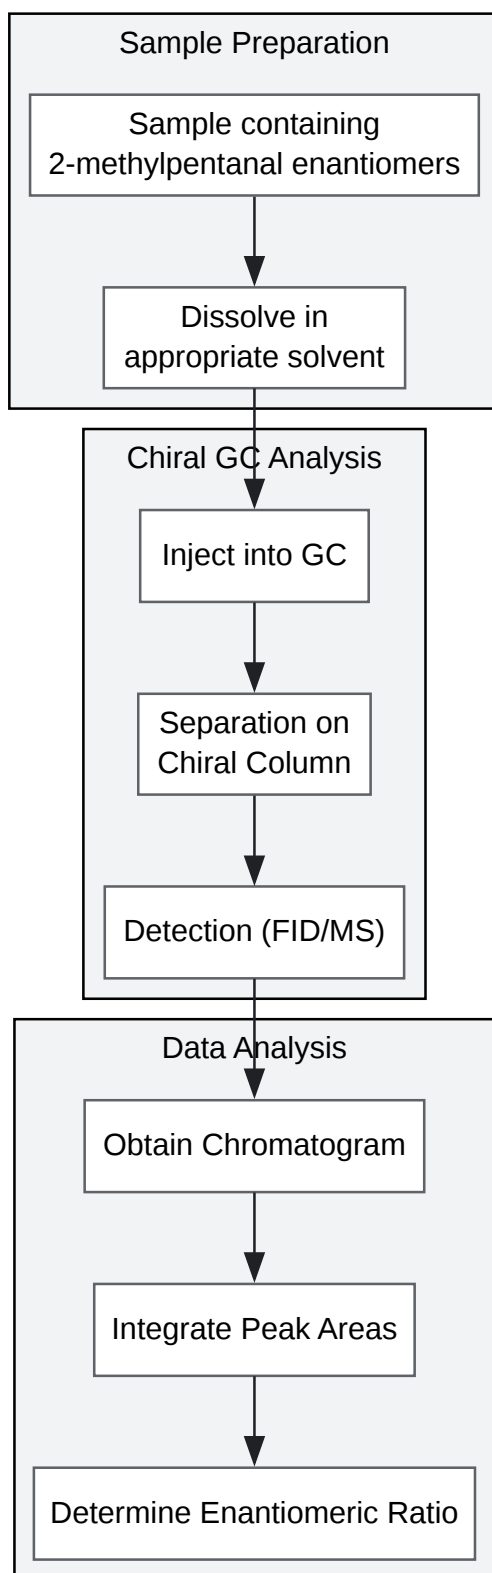 Sample Preparation
Sample containing
2-methylpentanal enantiomers
Dissolve in
appropriate solvent
Chiral GC Analysis
Inject into GC
Separation on
Chiral Column
Detection (FID/MS)
Data Analysis
Obtain Chromatogram
Integrate Peak Areas
Determine Enantiomeric Ratio